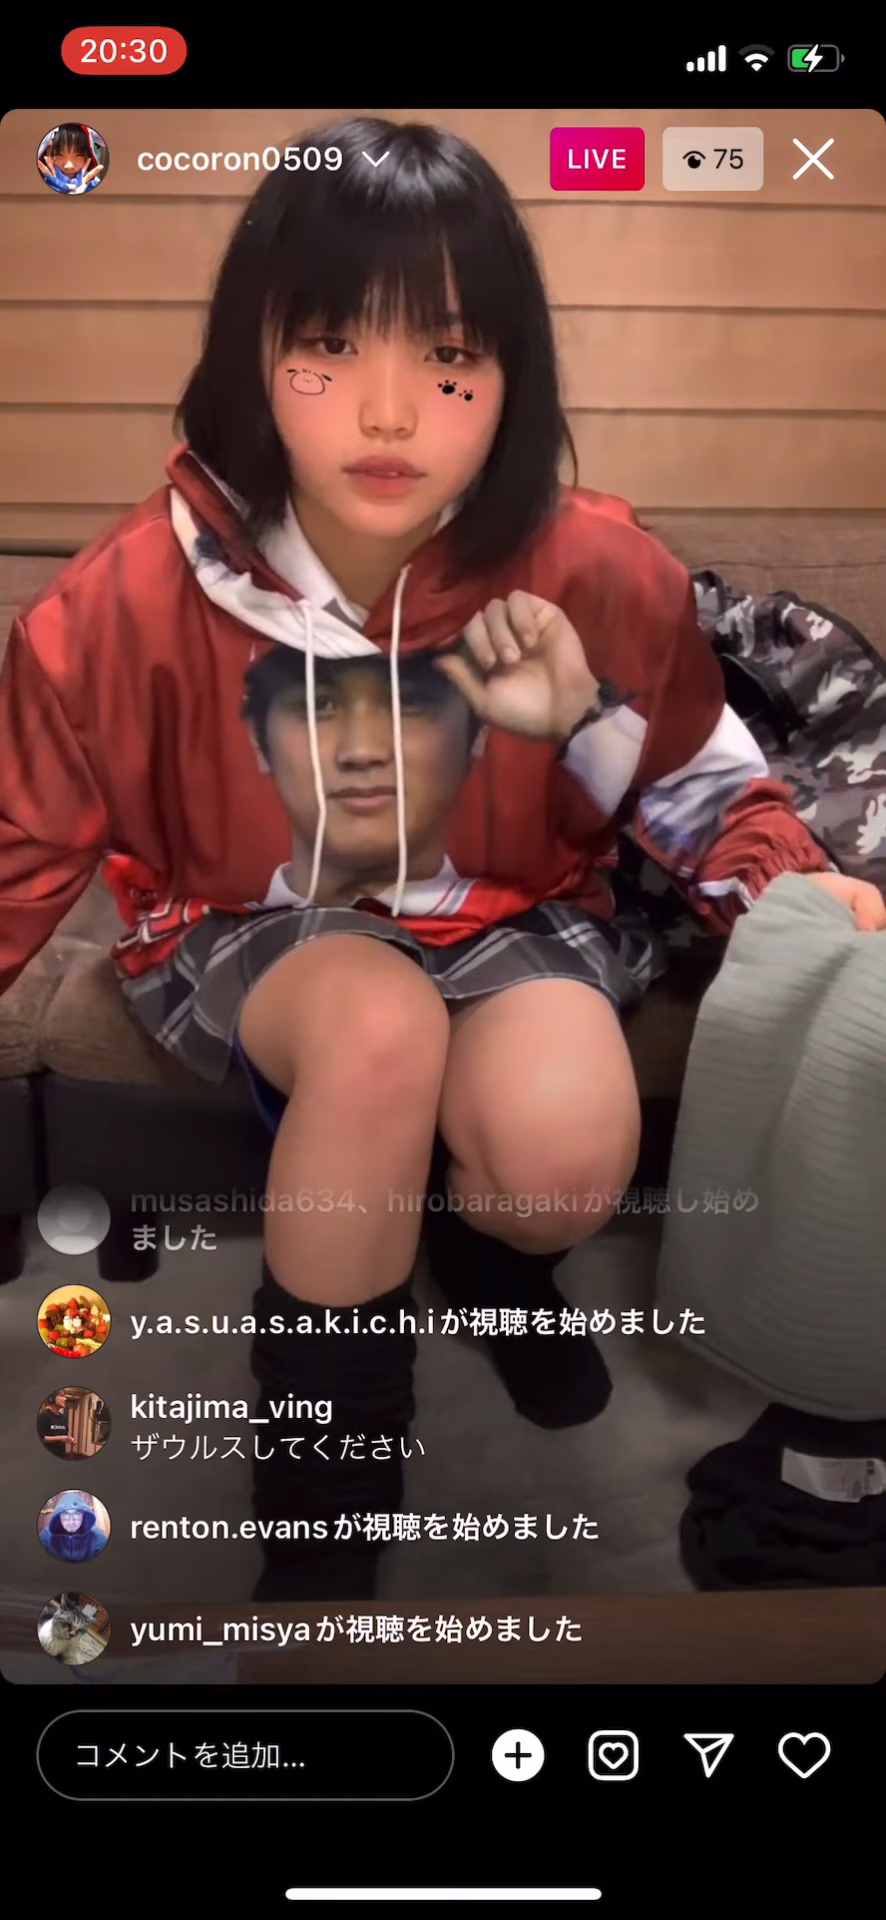 20:30
cocoron0509
LIVE
75
musashida634、hirobaragakiが視聴し始め
ました
y.a.s.u.a.s.a.k.i.c.h.iが視聴を始めました
kitajima_ving
ザウルスしてください
renton.evansが視聴を始めました
yumi_misyaが視聴を始めました
コメントを追加...